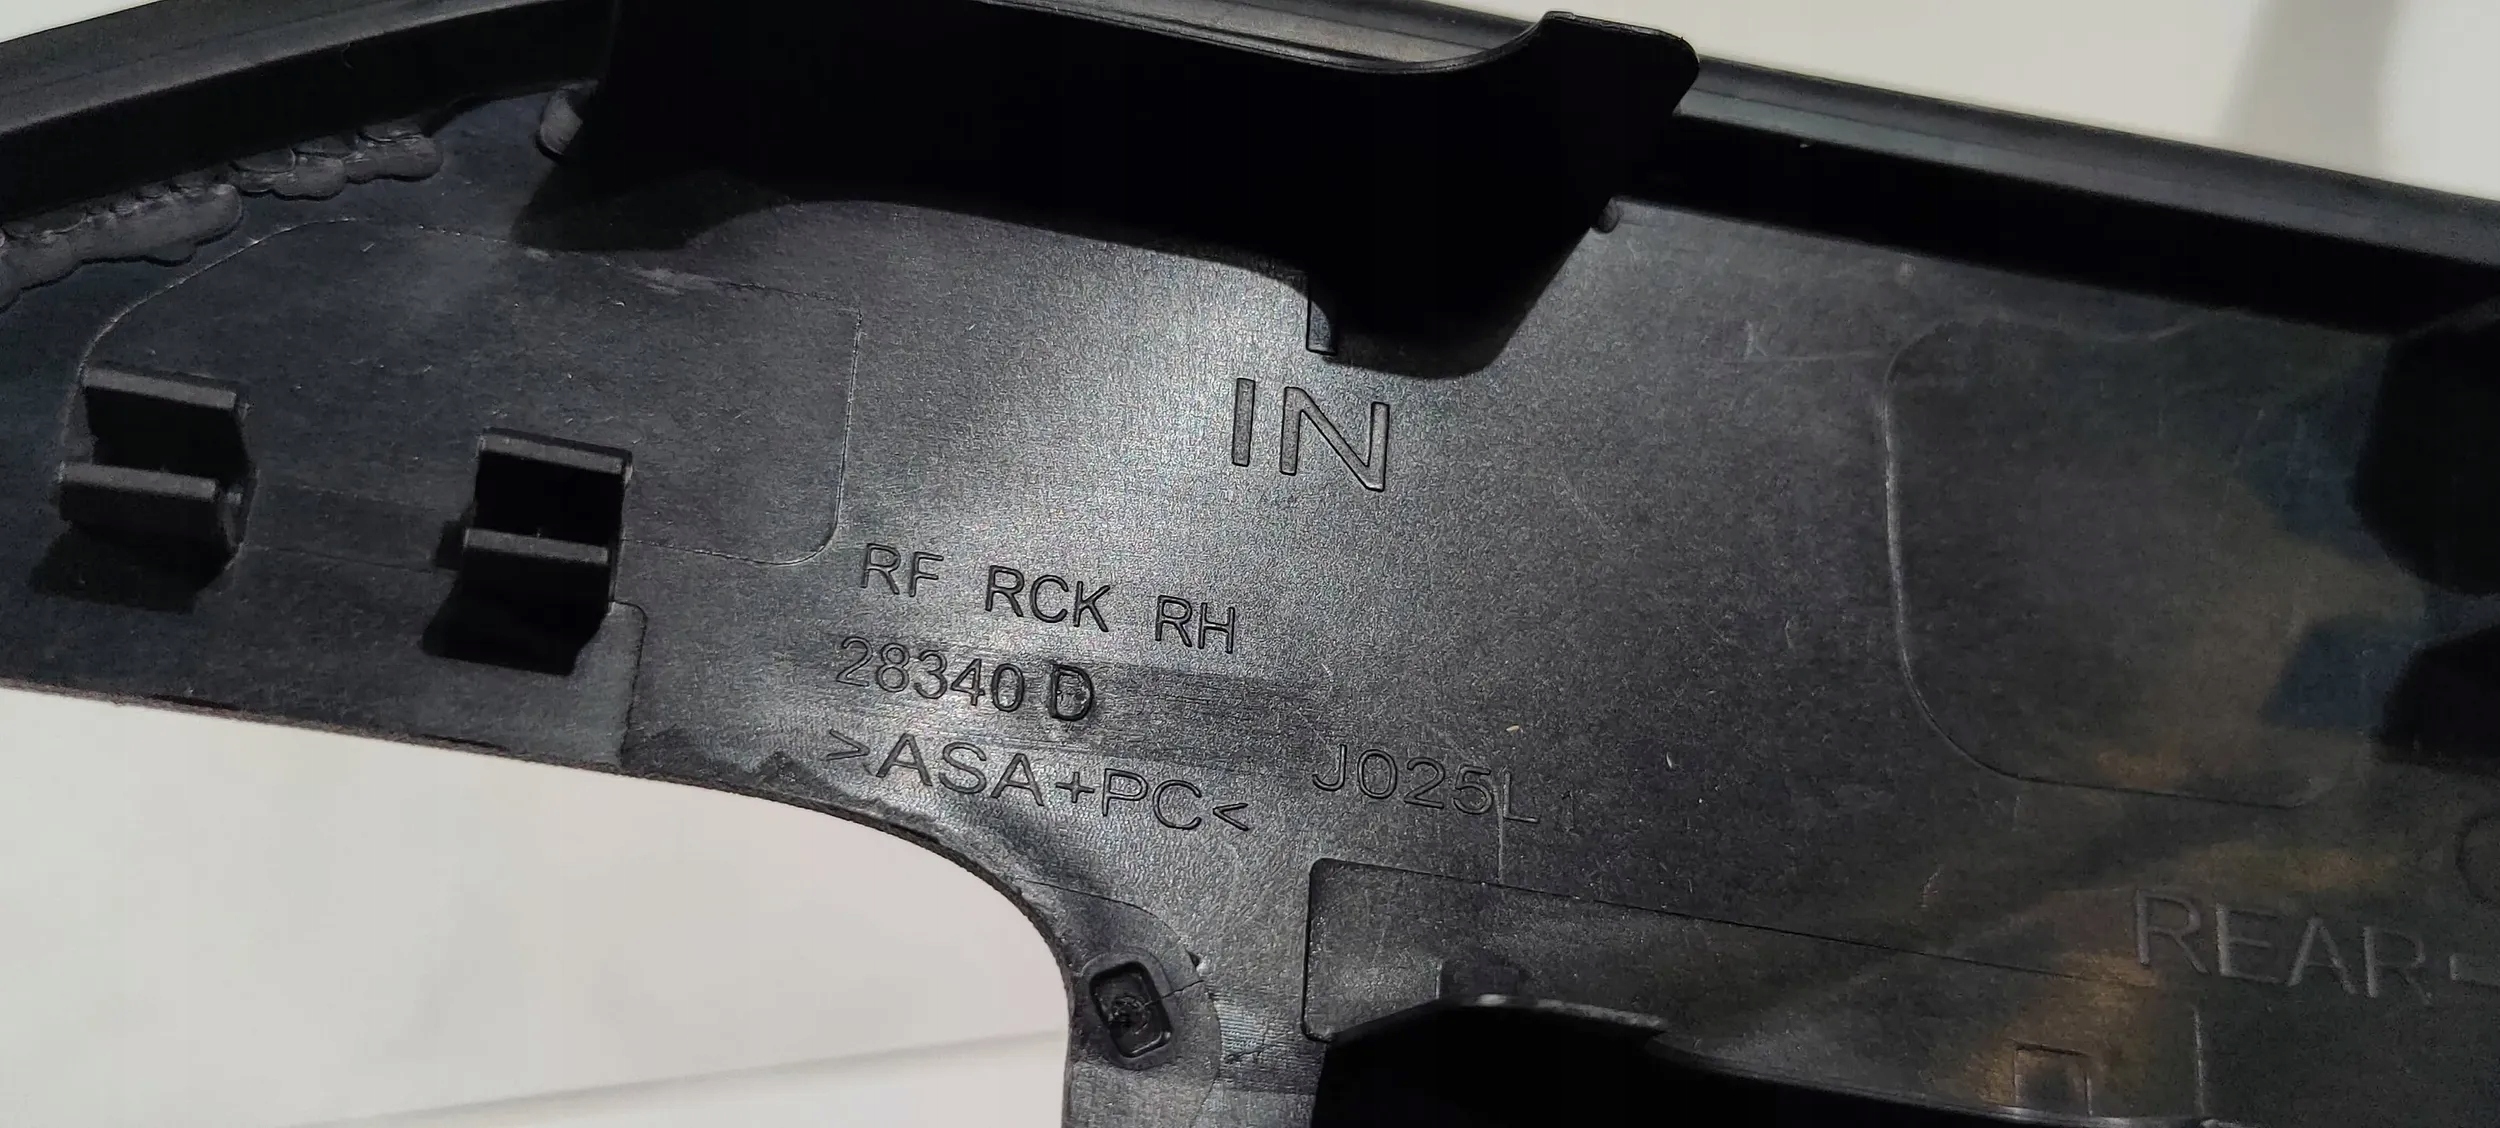 IN
RF RCK RH
28340 D
>ASA+PC<
J025L
REAR